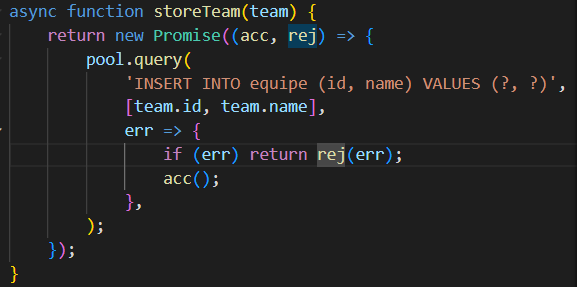 async function storeTeam(team) {
    return new Promise((acc, rej) => {
        pool.query(
            'INSERT INTO equipe (id, name) VALUES (?, ?)',
            [team.id, team.name],
            err => {
                if (err) return rej(err);
                acc();
            },
        );
    });
}